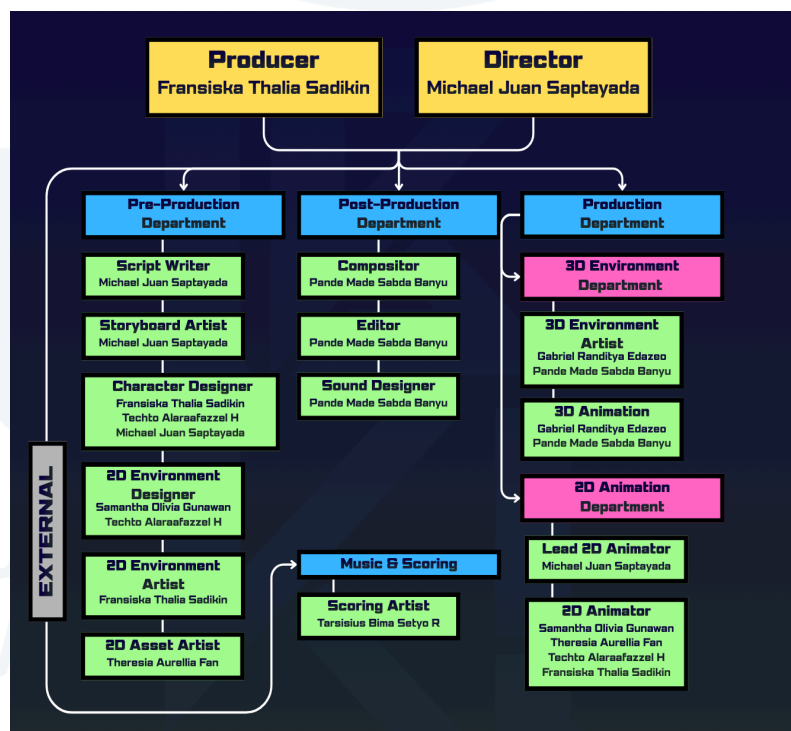 Producer
Fransiska Thalia Sadikin
Director
Michael Juan Saptayada
Pre-Production
Department
Script Writer
Michael Juan Saptayada
Storyboard Artist
Michael Juan Saptayada
Character Designer
Fransiska Thalia Sadikin
Techto Alaraafazzel H
Michael Juan Saptayada
2D Environment
Designer
Samantha Olivia Gunawan
Techto Alaraafazzel H
2D Environment
Artist
Fransiska Thalia Sadikin
2D Asset Artist
Theresia Aurellia Fan
Post-Production
Department
Compositor
Pande Made Sabda Banyu
Editor
Pande Made Sabda Banyu
Sound Designer
Pande Made Sabda Banyu
Production
Department
3D Environment
Department
3D Environment
Artist
Gabriel Randitya Edazeo
Pande Made Sabda Banyu
3D Animation
Gabriel Randitya Edazeo
Pande Made Sabda Banyu
2D Animation
Department
Lead 2D Animator
Michael Juan Saptayada
2D Animator
Samantha Olivia Gunawan
Theresia Aurellia Fan
Techto Alaraafazzel H
Fransiska Thalia Sadikin
EXTERNAL
Music & Scoring
Scoring Artist
Tarsisius Bima Setyo R